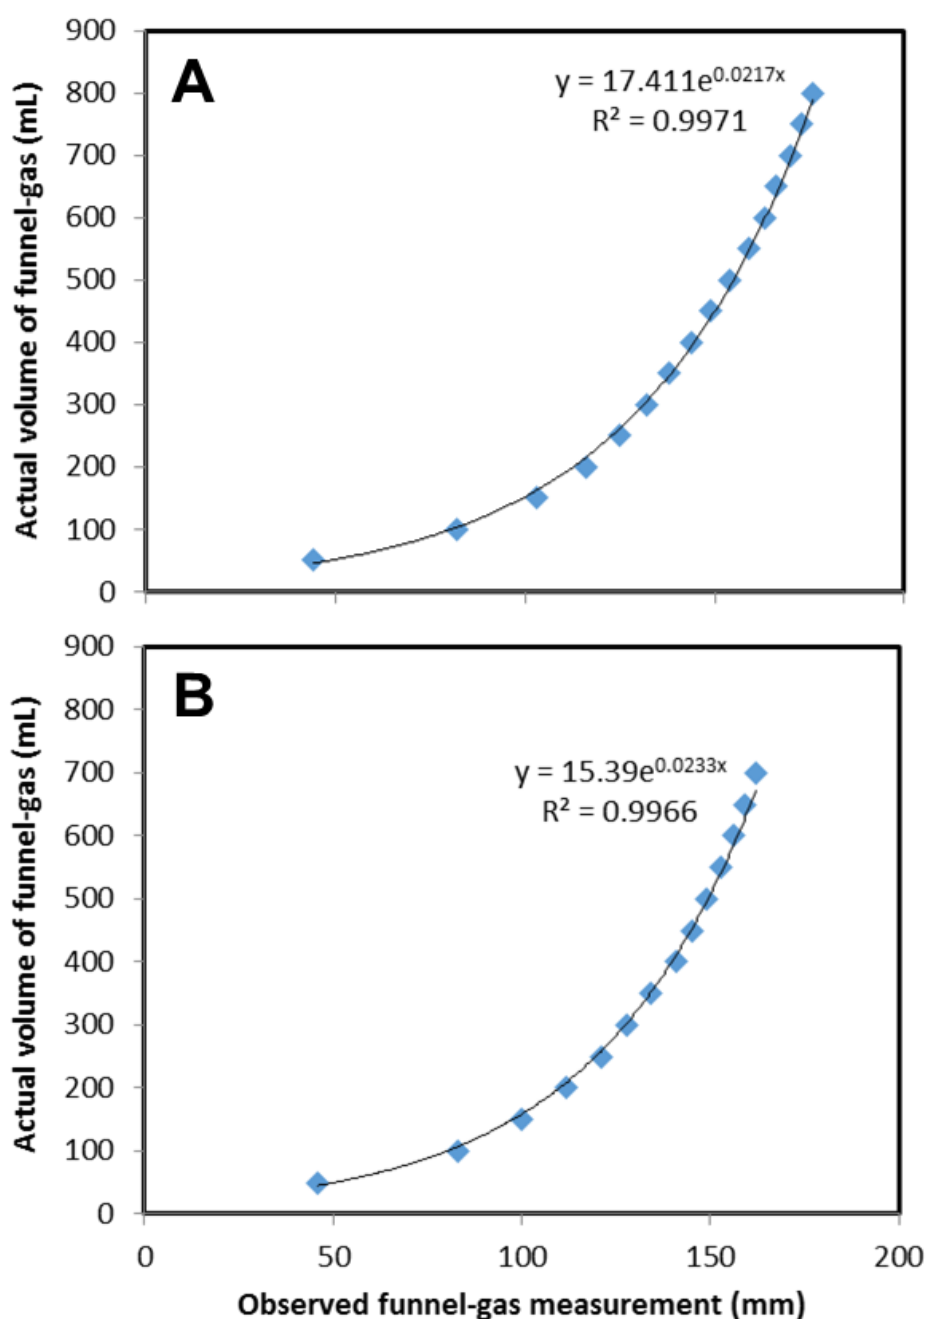 A
y = 17.411e^0.0217x
R² = 0.9971
Actual volume of funnel-gas (mL)
900
800
700
600
500
400
300
200
100
0
B
y = 15.39e^0.0233x
R² = 0.9966
Actual volume of funnel-gas (mL)
900
800
700
600
500
400
300
200
100
0
0 50 100 150 200
Observed funnel-gas measurement (mm)